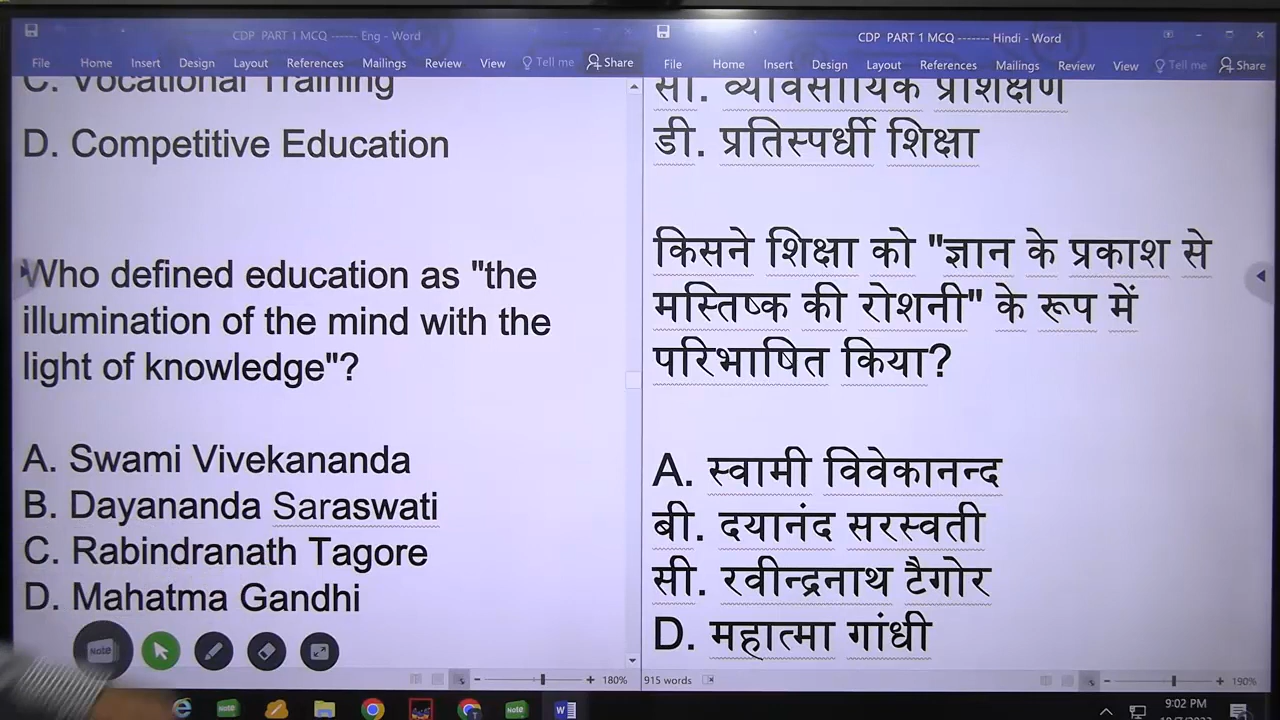 CDP PART 1 MCQ ------ Eng - Word
File Home Insert Design Layout References Mailings Review View Tell me Share
C. Vocational Training
D. Competitive Education
Who defined education as "the
illumination of the mind with the
light of knowledge"?
A. Swami Vivekananda
B. Dayananda Saraswati
C. Rabindranath Tagore
D. Mahatma Gandhi
Note
180%
CDP PART 1 MCQ ------- Hindi - Word
File Home Insert Design Layout References Mailings Review View Tell me Share
सी. व्यावसायिक प्रशिक्षण
डी. प्रतिस्पर्धी शिक्षा
किसने शिक्षा को "ज्ञान के प्रकाश से
मस्तिष्क की रोशनी" के रूप में
परिभाषित किया?
A. स्वामी विवेकानन्द
बी. दयानंद सरस्वती
सी. रवीन्द्रनाथ टैगोर
D. महात्मा गांधी
915 words 190%
Note Note 9:02 PM